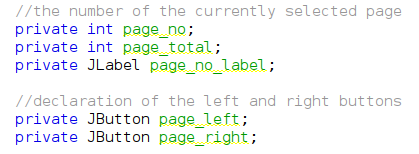 //the number of the currently selected page
private int page_no;
private int page_total;
private JLabel page_no_label;
//declaration of the left and right buttons
private JButton page_left;
private JButton page_right;